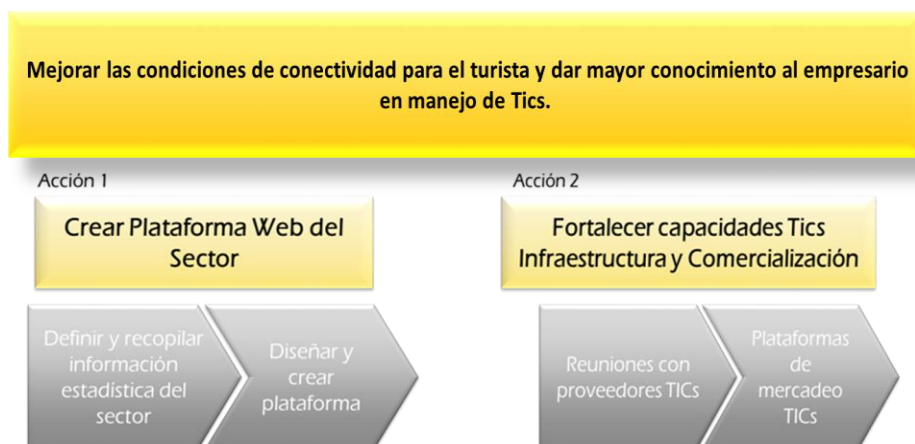 Mejorar las condiciones de conectividad para el turista y dar mayor conocimiento al empresario
en manejo de Tics.
Acción 1
Crear Plataforma Web del
Sector
Definir y recopilar
información
estadística del
sector
Diseñar y
crear
plataforma
Acción 2
Fortalecer capacidades Tics
Infraestructura y Comercialización
Reuniones con
proveedores TICs
Plataformas
de
mercadeo
TICs